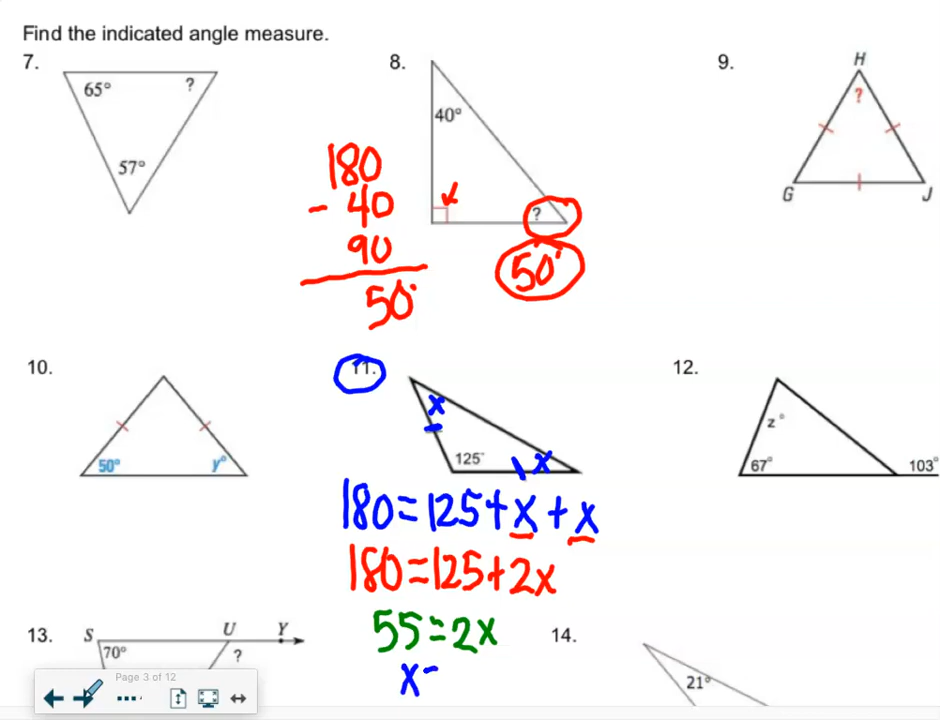 Find the indicated angle measure.
7.
65°
?
57°
8.
40°
?
180
- 40
90
50°
50°
9.
H
?
G
J
10.
50°
y°
11.
x
125°
x
180=125+x+x
180=125+2x
55=2x
x=
12.
z°
67°
103°
13.
S
U
Y
70°
?
14.
21°
Page 3 of 12